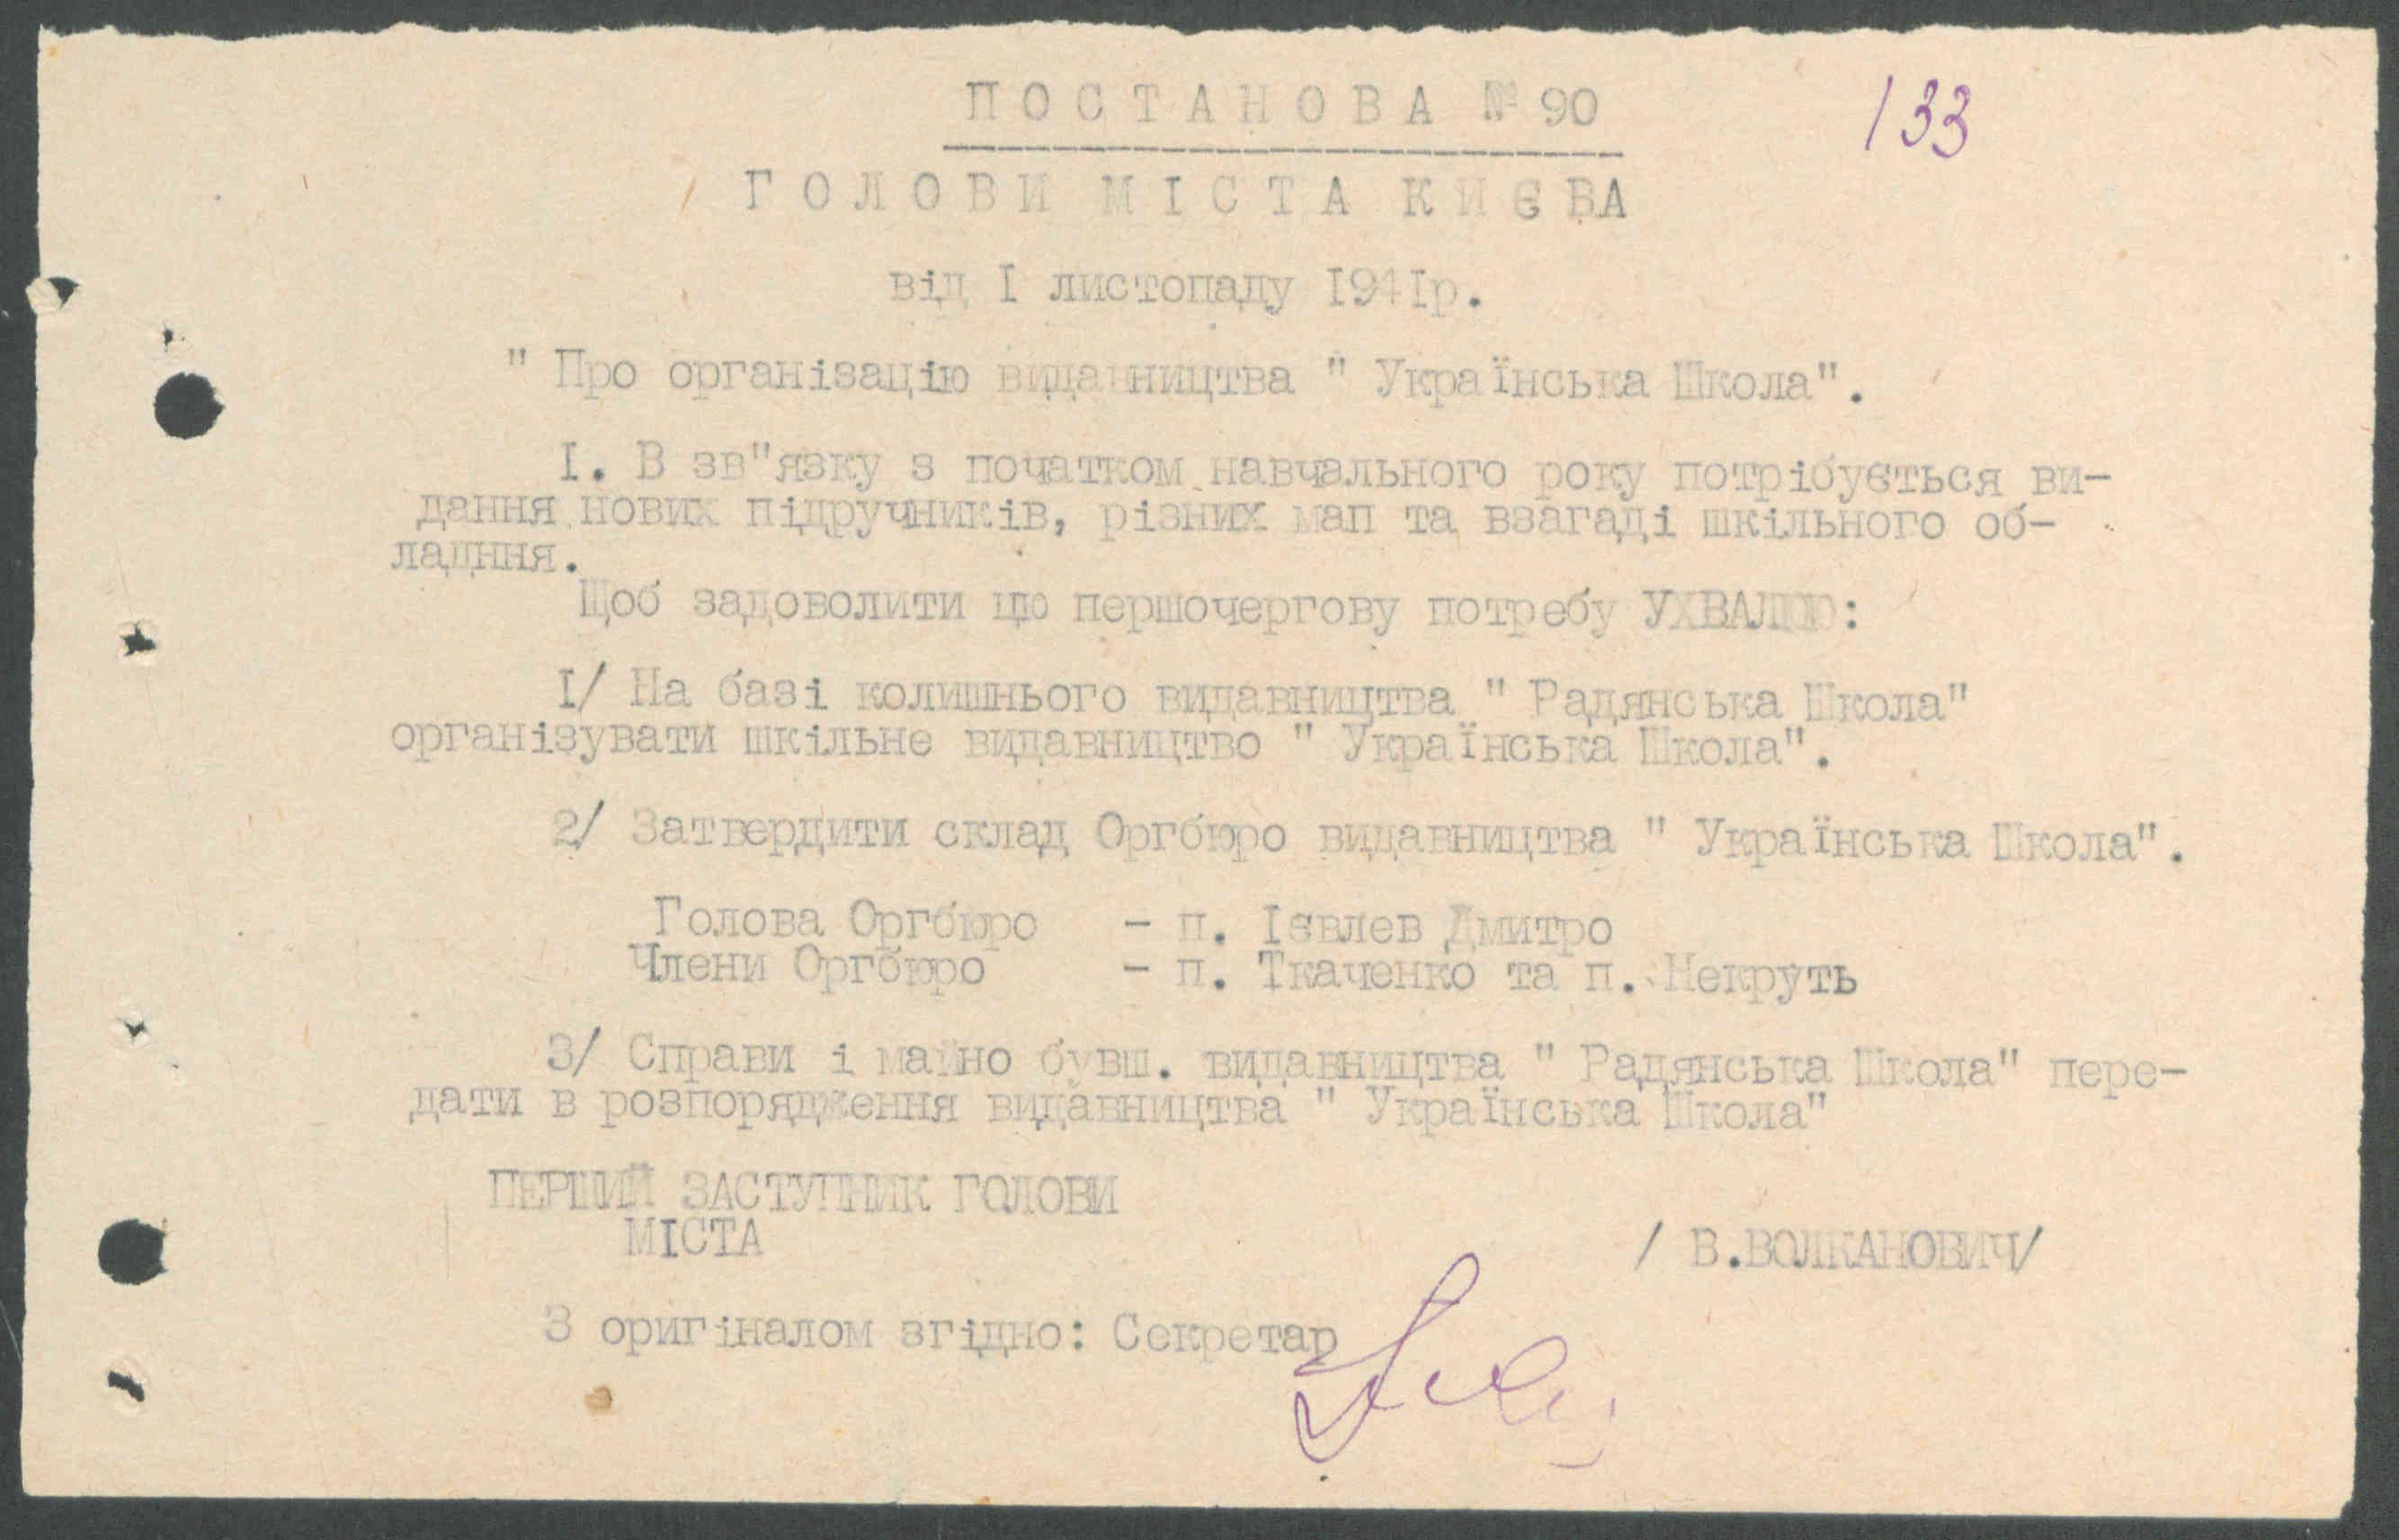 ПОСТАНОВА № 90
133
ГОЛОВИ МІСТА КИЄВА
від I листопаду I94Iр.
" Про організацію видавництва " Українська Школа".
I. В зв"язку з початком навчального року потрібується ви-
дання нових підручників, різних мап та взагаді шкільного об-
ладння.
Щоб задоволити цю першочергову потребу УХВАЛЮЮ:
I/ На базі колишнього видавництва " Радянська Школа"
організувати шкільне видавництво " Українська Школа".
2/ Затвердити склад Оргбюро видавництва " Українська Школа".
Голова Оргбюро - п. Ієвлев Дмитро
Члени Оргбюро - п. Ткаченко та п. Некруть
3/ Справи і майно бувш. видавництва " Радянська Школа" пере-
дати в розпорядження видавництва " Українська Школа"
ПЕРШИЙ ЗАСТУПНИК ГОЛОВИ
МІСТА
/ В.ВОЛКАНОВИЧ/
З оригіналом згідно: Секретар